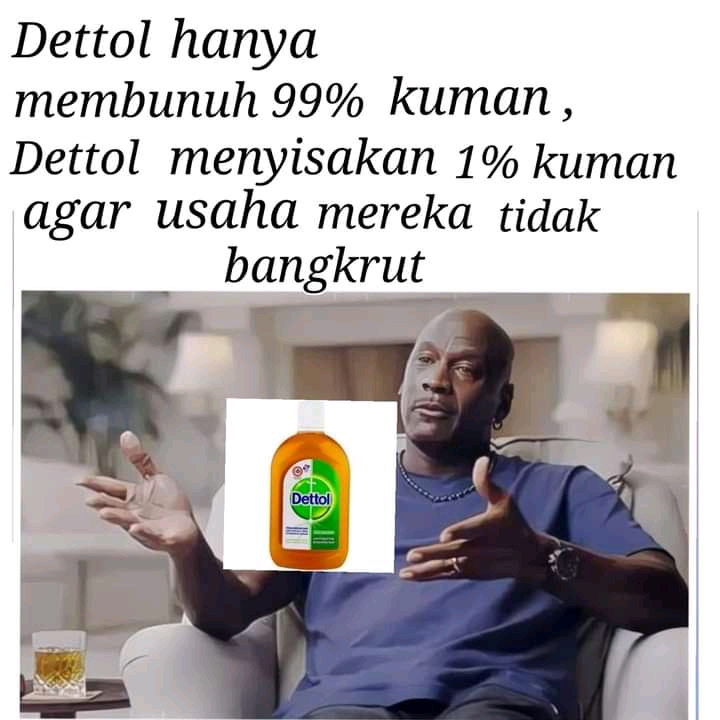 Dettol hanya
membunuh 99% kuman,
Dettol menyisakan 1% kuman
agar usaha mereka tidak
bangkrut
Dettol